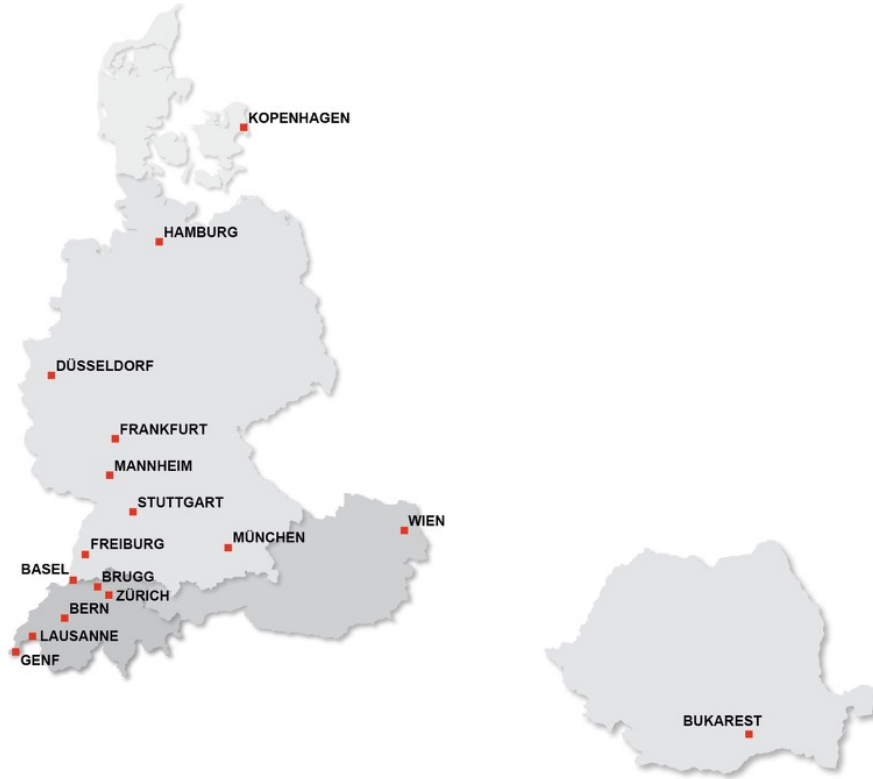 KOPENHAGEN
HAMBURG
DÜSSELDORF
FRANKFURT
MANNHEIM
STUTTGART
WIEN
MÜNCHEN
FREIBURG
BASEL
BRUGG
ZÜRICH
BERN
LAUSANNE
GENF
BUKAREST